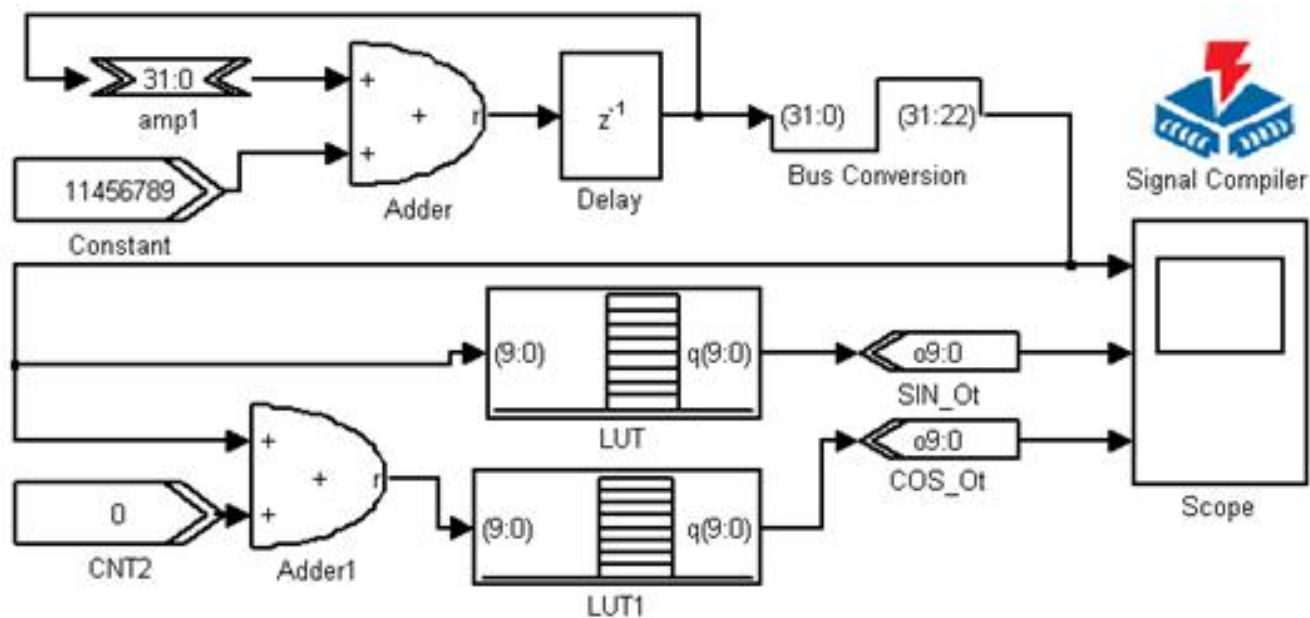 31:0
amp1
+
+
+
r
Adder
11456789
Constant
z⁻¹
Delay
(31:0)
(31:22)
Bus Conversion
Signal Compiler
(9:0)
q(9:0)
LUT
o9:0
SIN_Ot
+
+
+
r
Adder1
0
CNT2
(9:0)
q(9:0)
LUT1
o9:0
COS_Ot
Scope